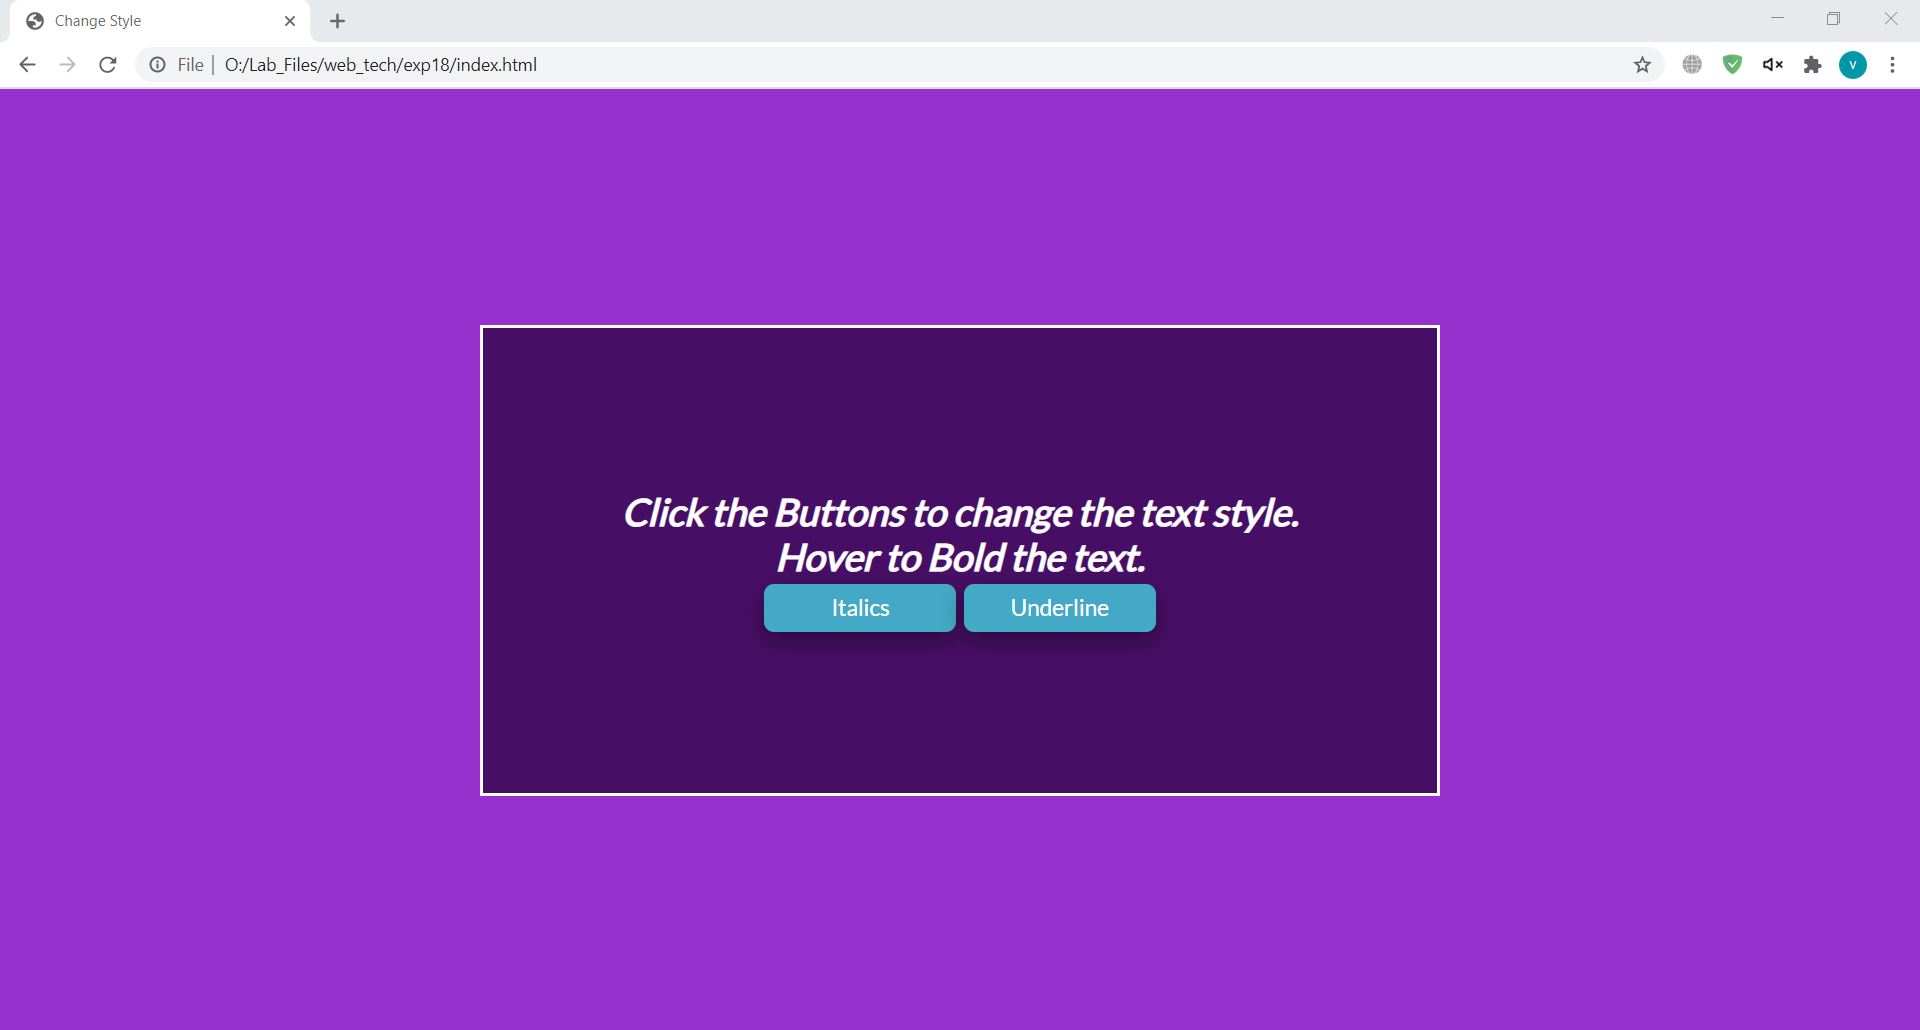 Change Style
File
O:/Lab_Files/web_tech/exp18/index.html
V
Click the Buttons to change the text style.
Hover to Bold the text.
Italics
Underline